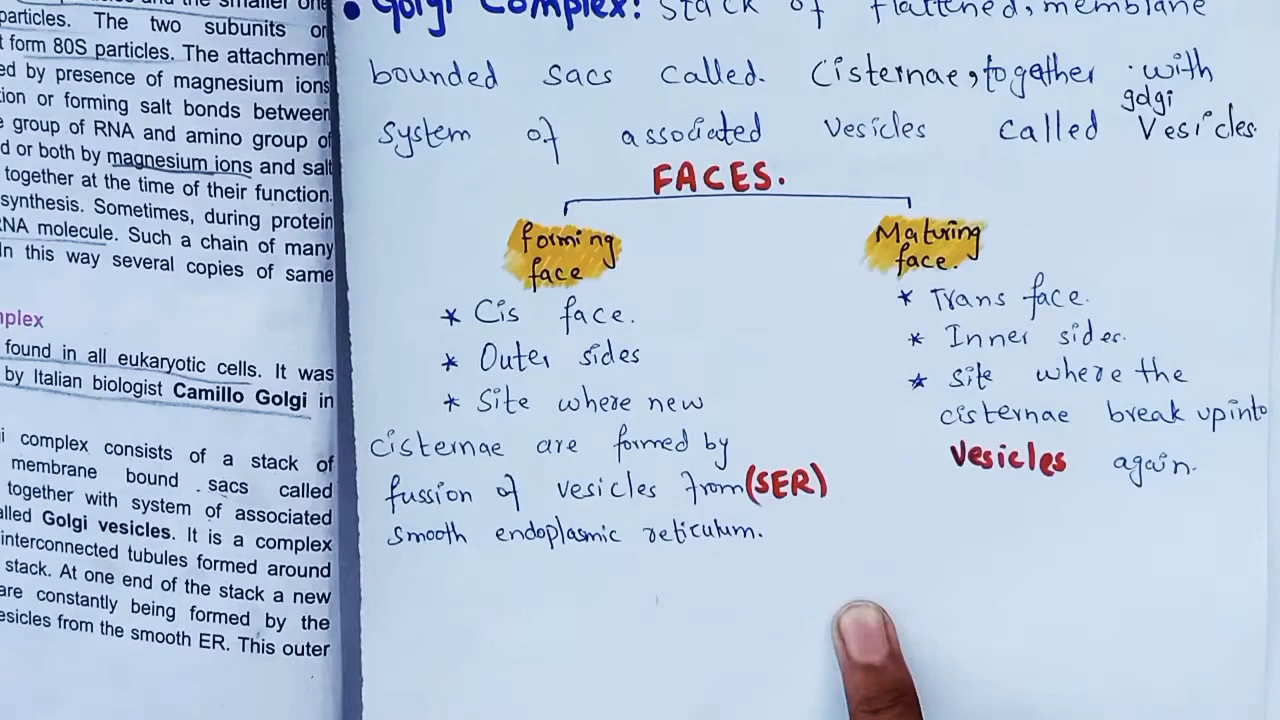 particles. The two subunits or
t form 80S particles. The attachment
ed by presence of magnesium ions
tion or forming salt bonds between
e group of RNA and amino group of
d or both by magnesium ions and salt
together at the time of their function.
synthesis. Sometimes, during protein
RNA molecule. Such a chain of many
In this way several copies of same
mplex
found in all eukaryotic cells. It was
by Italian biologist Camillo Golgi in
i complex consists of a stack of
membrane bound sacs called
together with system of associated
alled Golgi vesicles. It is a complex
interconnected tubules formed around
stack. At one end of the stack a new
are constantly being formed by the
esicles from the smooth ER. This outer
• Golgi Complex: Stack of flattened, membrane
bounded sacs called. Cisternae, together with
golgi
system of associated vesicles called Vesicles.
FACES.
forming
face
* Cis face.
* Outer sides
* Site where new
cisternae are formed by
fussion of vesicles from (SER)
smooth endoplasmic reticulum.
Maturing
face.
* Trans face.
* Inner sides.
* Site where the
cisternae break up into
vesicles again.